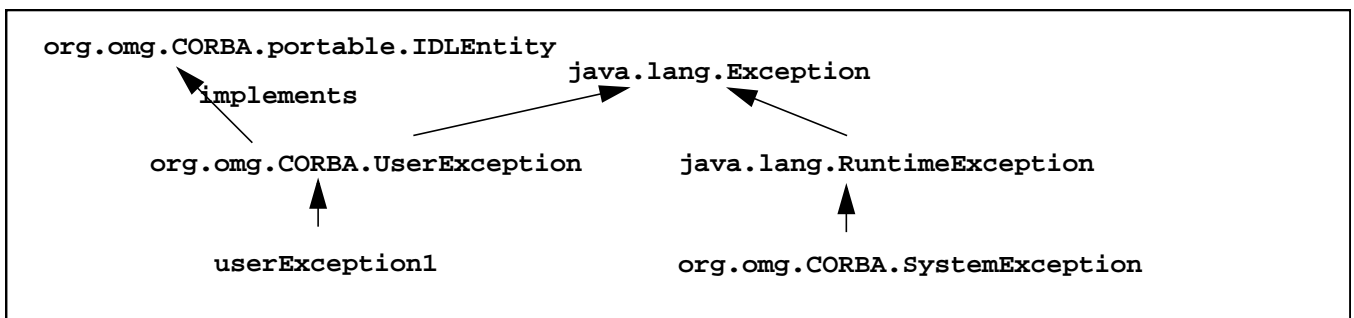 org.omg.CORBA.portable.IDLEntity
java.lang.Exception
implements
org.omg.CORBA.UserException
java.lang.RuntimeException
userException1
org.omg.CORBA.SystemException